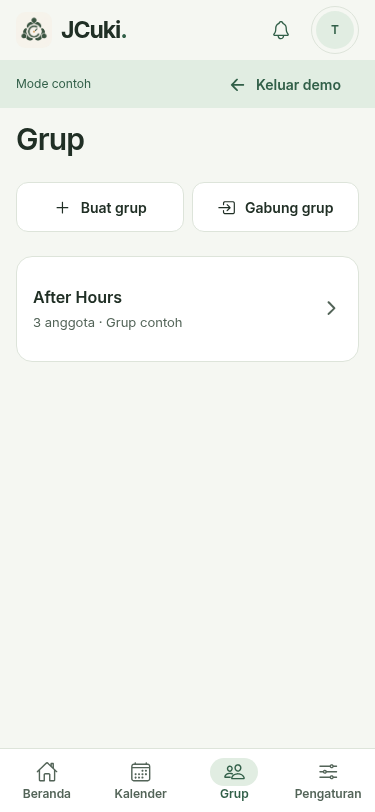 JCuki.
T
Mode contoh
Keluar demo
Grup
Buat grup
Gabung grup
After Hours
3 anggota · Grup contoh
Beranda
Kalender
Grup
Pengaturan